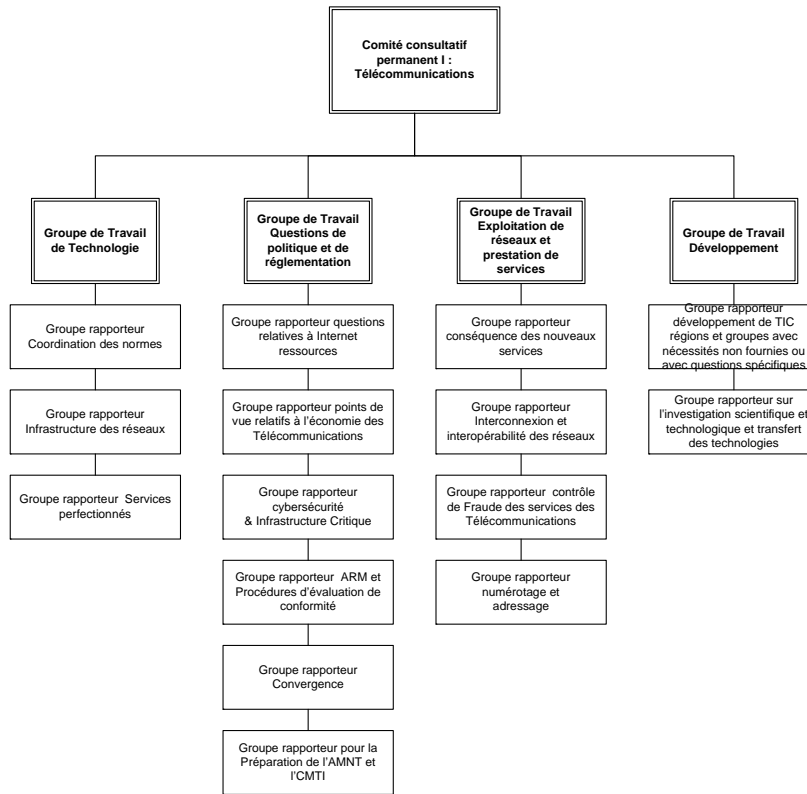 Comité consultatif
permanent I :
Télécommunications
Groupe de Travail
de Technologie
Groupe rapporteur
Coordination des normes
Groupe rapporteur
Infrastructure des réseaux
Groupe rapporteur Services
perfectionnés
Groupe de Travail
Questions de
politique et de
réglementation
Groupe rapporteur questions
relatives à Internet
ressources
Groupe rapporteur points de
vue relatifs à l'économie des
Télécommunications
Groupe rapporteur
cybersécurité
& Infrastructure Critique
Groupe rapporteur ARM et
Procédures d'évaluation de
conformité
Groupe rapporteur
Convergence
Groupe rapporteur pour la
Préparation de l'AMNT et
l'CMTI
Groupe de Travail
Exploitation de
réseaux et
prestation de
services
Groupe rapporteur
conséquence des nouveaux
services
Groupe rapporteur
Interconnexion et
interopérabilité des réseaux
Groupe rapporteur contrôle
de Fraude des services des
Télécommunications
Groupe rapporteur
numérotage et
adressage
Groupe de Travail
Développement
Groupe rapporteur
développement de TIC
régions et groupes avec
nécessités non fournies ou
avec questions spécifiques
Groupe rapporteur sur
l'investigation scientifique et
technologique et transfert
des technologies